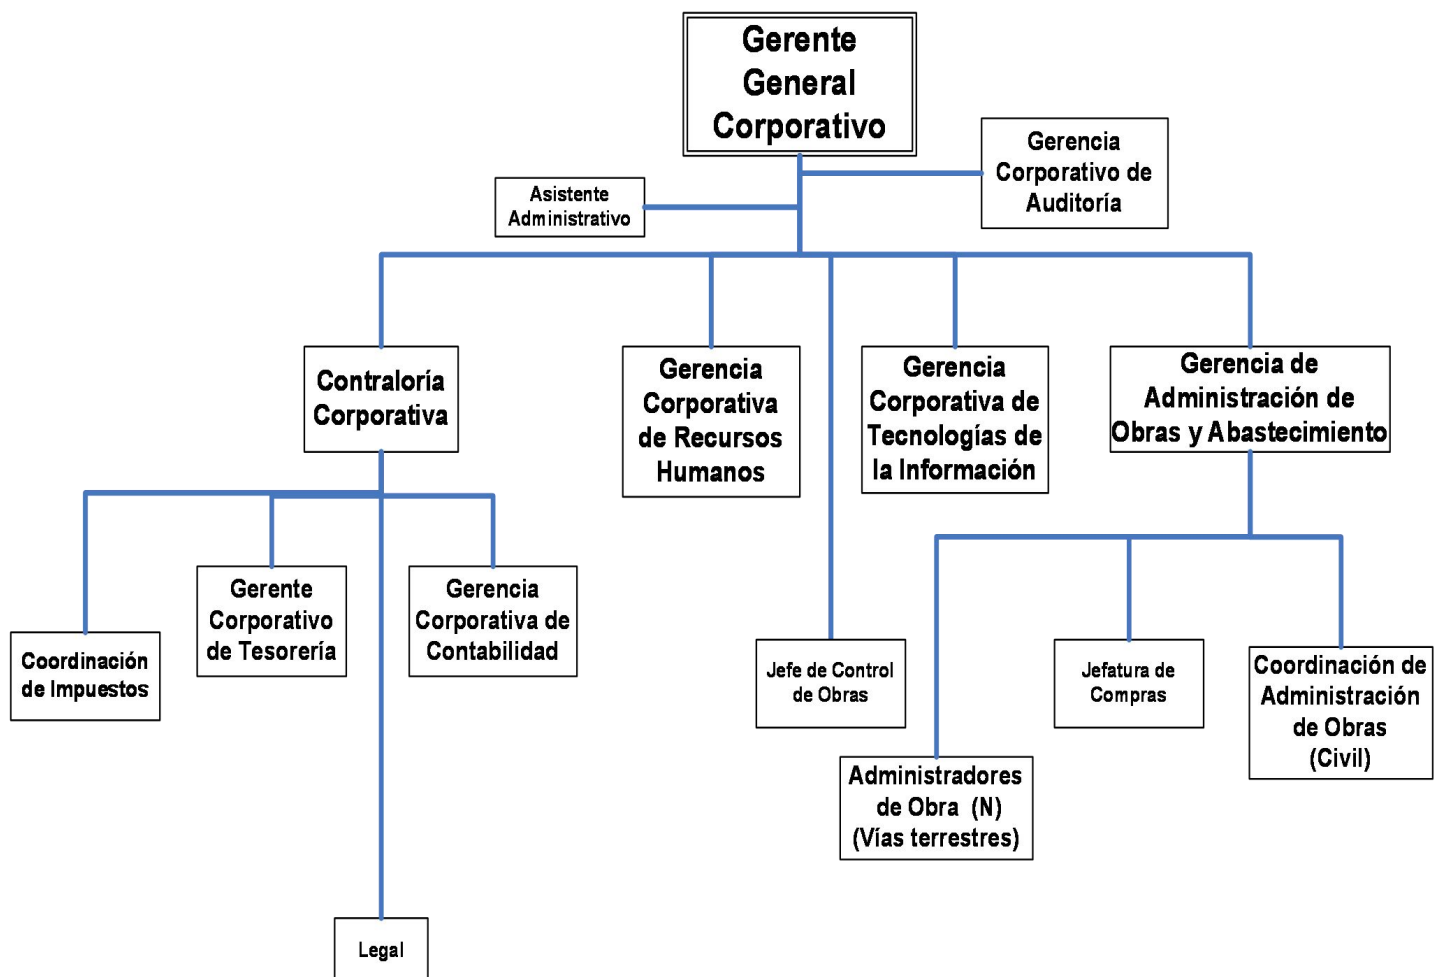 Gerente
General
Corporativo
Gerencia
Corporativo de
Auditoría
Asistente
Administrativo
Contraloría
Corporativa
Gerencia
Corporativa
de Recursos
Humanos
Gerencia
Corporativa de
Tecnologías de
la Información
Gerencia de
Administración de
Obras y Abastecimiento
Coordinación
de Impuestos
Gerente
Corporativo
de Tesorería
Gerencia
Corporativa de
Contabilidad
Jefe de Control
de Obras
Jefatura de
Compras
Coordinación de
Administración
de Obras
(Civil)
Administradores
de Obra (N)
(Vías terrestres)
Legal